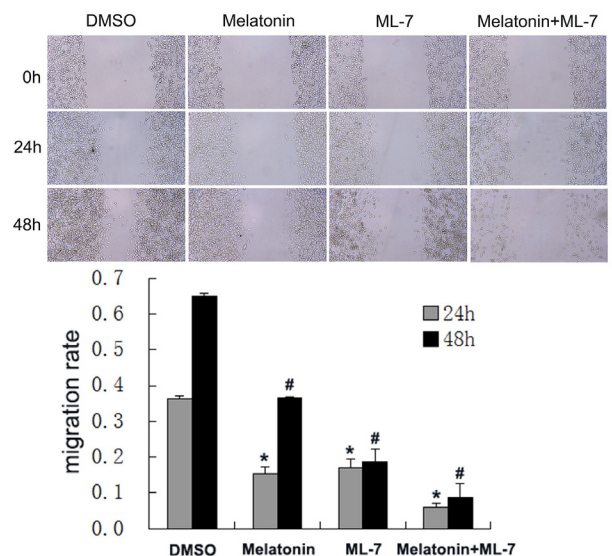 DMSO Melatonin ML-7 Melatonin+ML-7
0h
24h
48h
0.7
0.6
0.5
0.4
0.3
0.2
0.1
0.0
migration rate
24h
48h
* # * # * #
DMSO Melatonin ML-7 Melatonin+ML-7